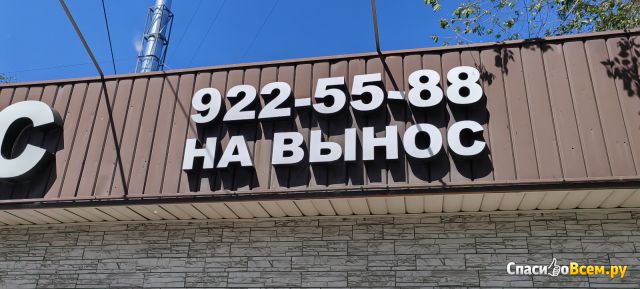 С
922-55-88
НА ВЫНОС
СпасибоВсем.ру